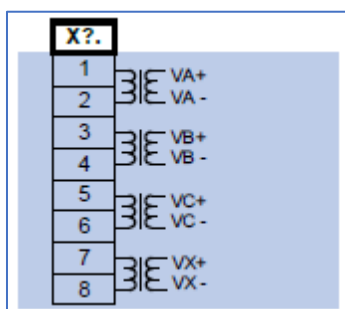 X?.
1 VA+
2 VA -
3 VB+
4 VB -
5 VC+
6 VC -
7 VX+
8 VX -